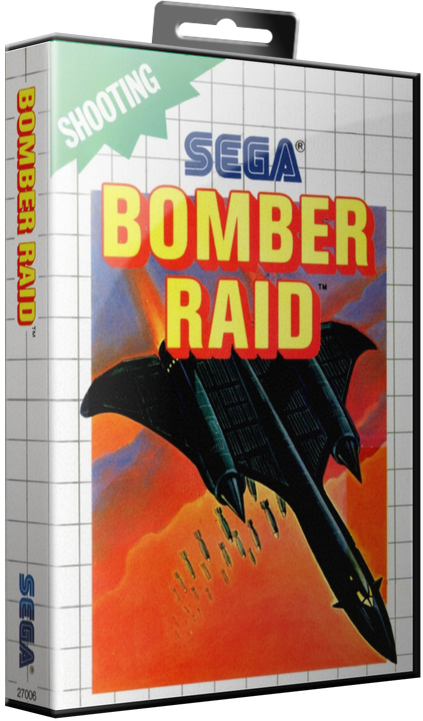 SHOOTING
SEGA®
BOMBER
RAID™
BOMBER RAID™
SEGA®
27006